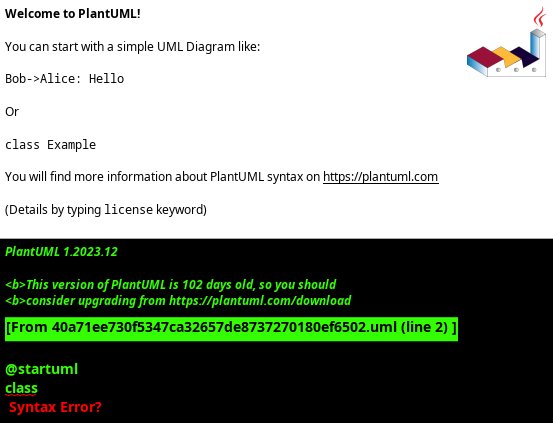 Welcome to PlantUML!
You can start with a simple UML Diagram like:
Bob->Alice: Hello
Or
class Example
You will find more information about PlantUML syntax on https://plantuml.com
(Details by typing license keyword)
PlantUML 1.2023.12
<b>This version of PlantUML is 102 days old, so you should
<b>consider upgrading from https://plantuml.com/download
[From 40a71ee730f5347ca32657de8737270180ef6502.uml (line 2) ]
@startuml
class
Syntax Error?